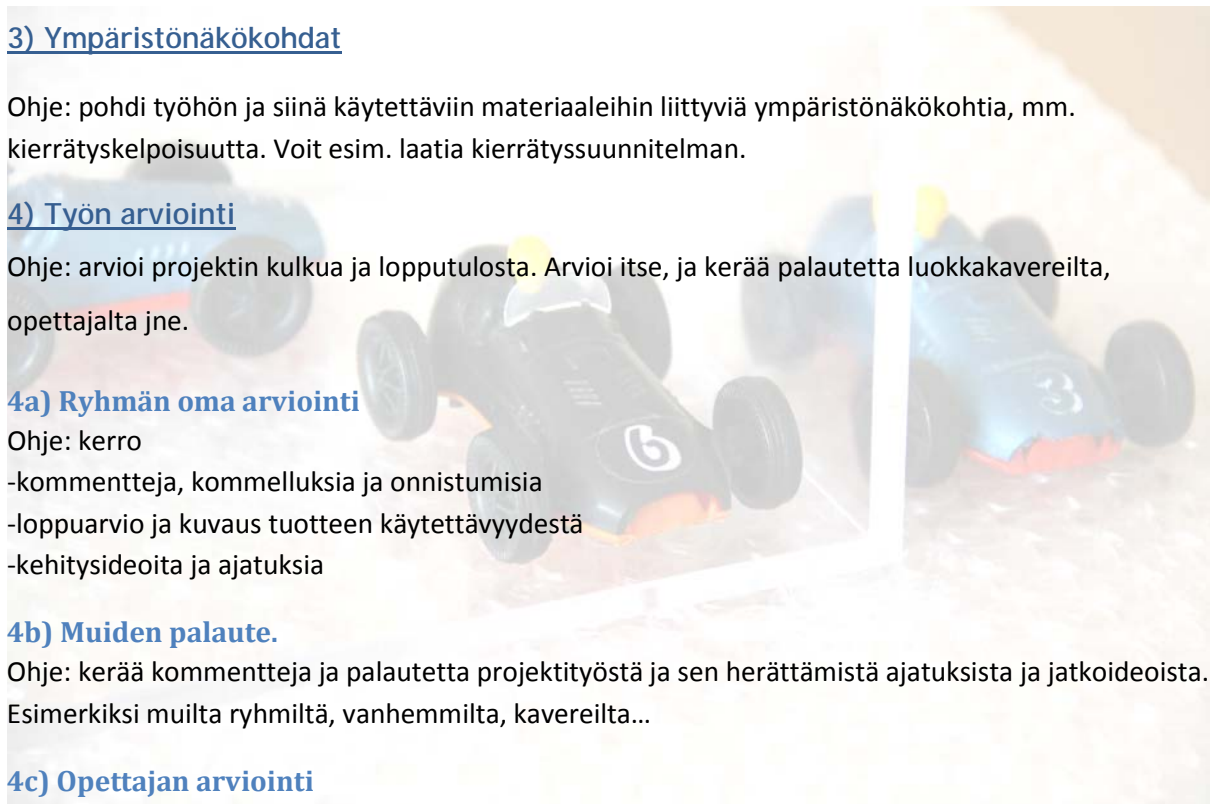 3) Ympäristönäkökohdat
Ohje: pohdi työhön ja siinä käytettäviin materiaaleihin liittyviä ympäristönäkökohtia, mm.
kierrätyskelpoisuutta. Voit esim. laatia kierrätyssuunnitelman.
4) Työn arviointi
Ohje: arvioi projektin kulkua ja lopputulosta. Arvioi itse, ja kerää palautetta luokkakavereilta,
opettajalta jne.
4a) Ryhmän oma arviointi
Ohje: kerro
-kommentteja, kommelluksia ja onnistumisia
-loppuarvio ja kuvaus tuotteen käytettävyydestä
-kehitysideoita ja ajatuksia
4b) Muiden palaute.
Ohje: kerää kommentteja ja palautetta projektityöstä ja sen herättämistä ajatuksista ja jatkoideoista.
Esimerkiksi muilta ryhmiltä, vanhemmilta, kavereilta…
4c) Opettajan arviointi